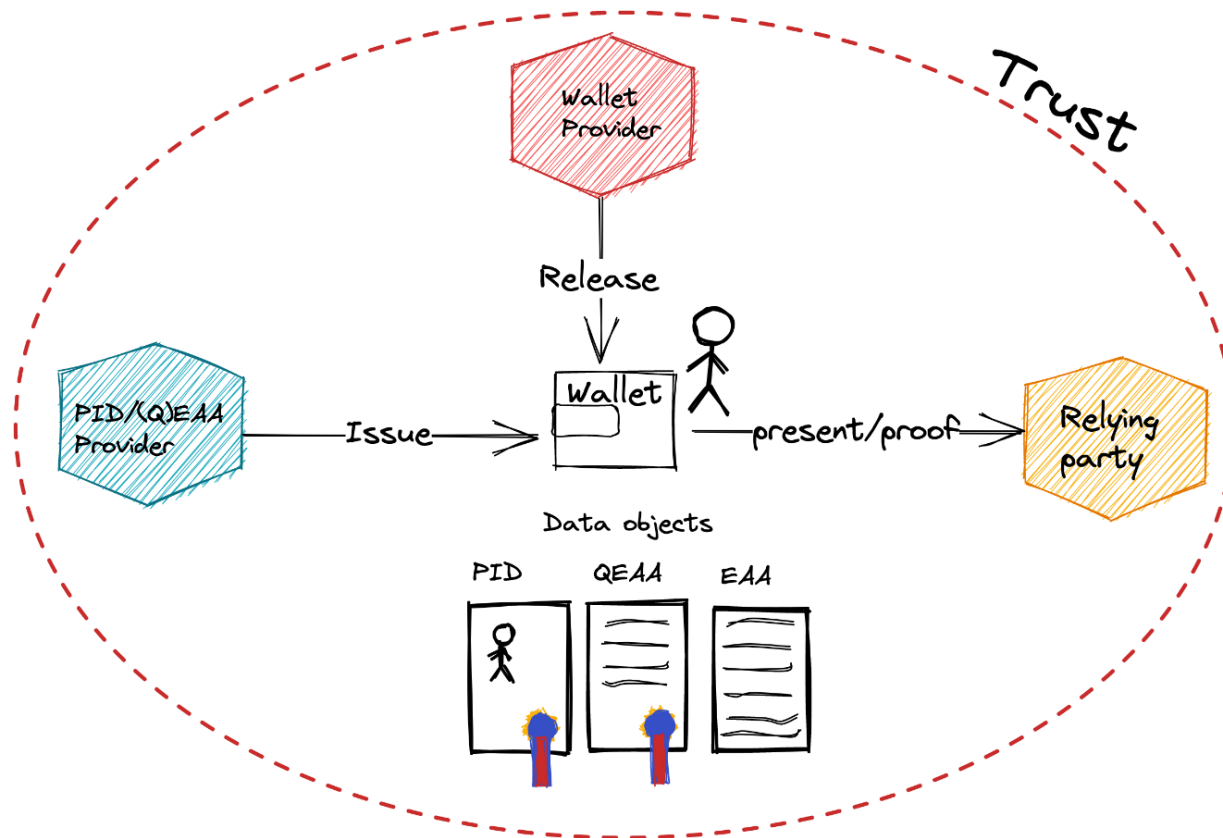 Trust
Wallet
Provider
Release
PID/(Q)EAA
Provider
Issue
Wallet
present/proof
Relying
party
Data objects
PID
QEAA
EAA